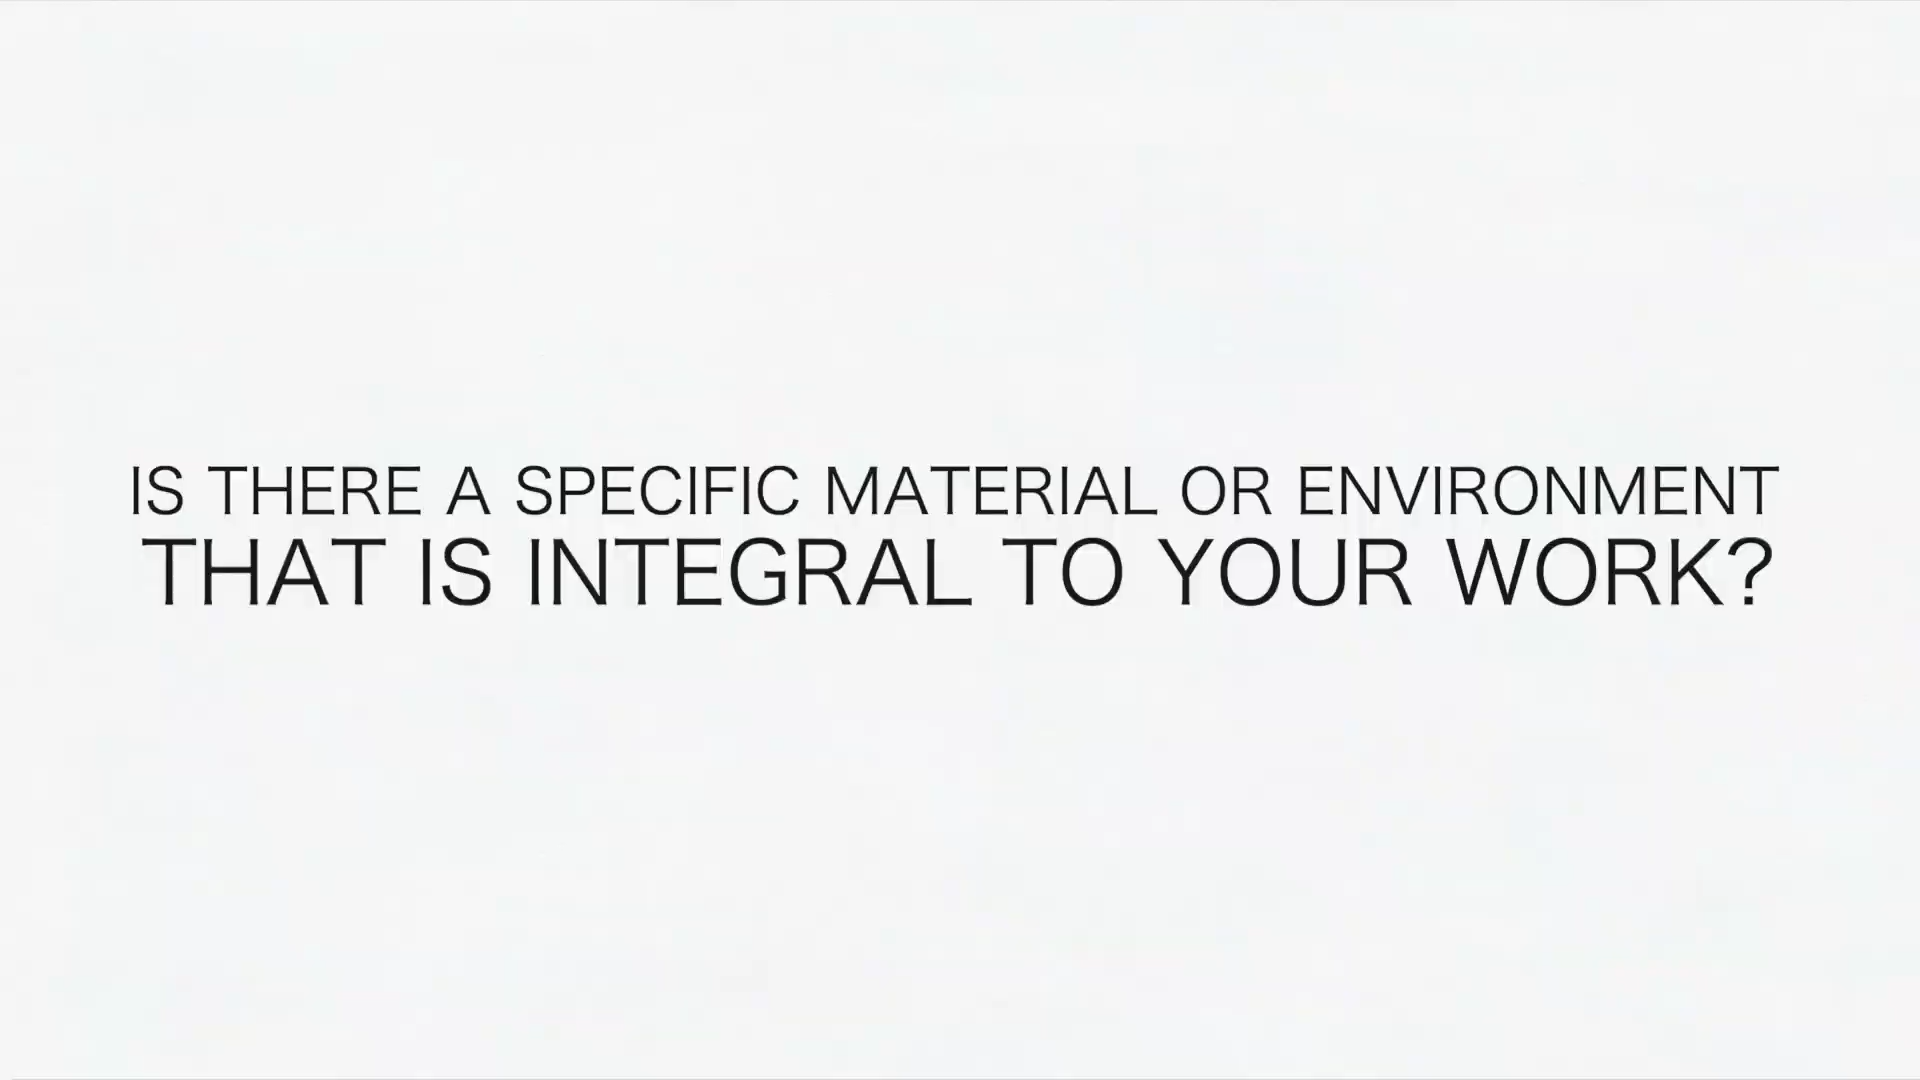 IS THERE A SPECIFIC MATERIAL OR ENVIRONMENT
THAT IS INTEGRAL TO YOUR WORK?